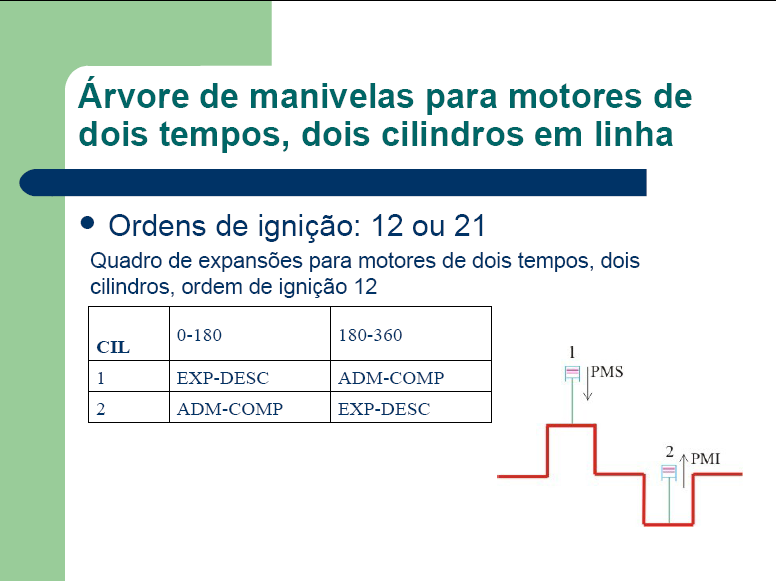 Árvore de manivelas para motores de
dois tempos, dois cilindros em linha
Ordens de ignição: 12 ou 21
Quadro de expansões para motores de dois tempos, dois
cilindros, ordem de ignição 12
CIL 0-180 180-360
1 EXP-DESC ADM-COMP
2 ADM-COMP EXP-DESC
1
PMS
2
PMI